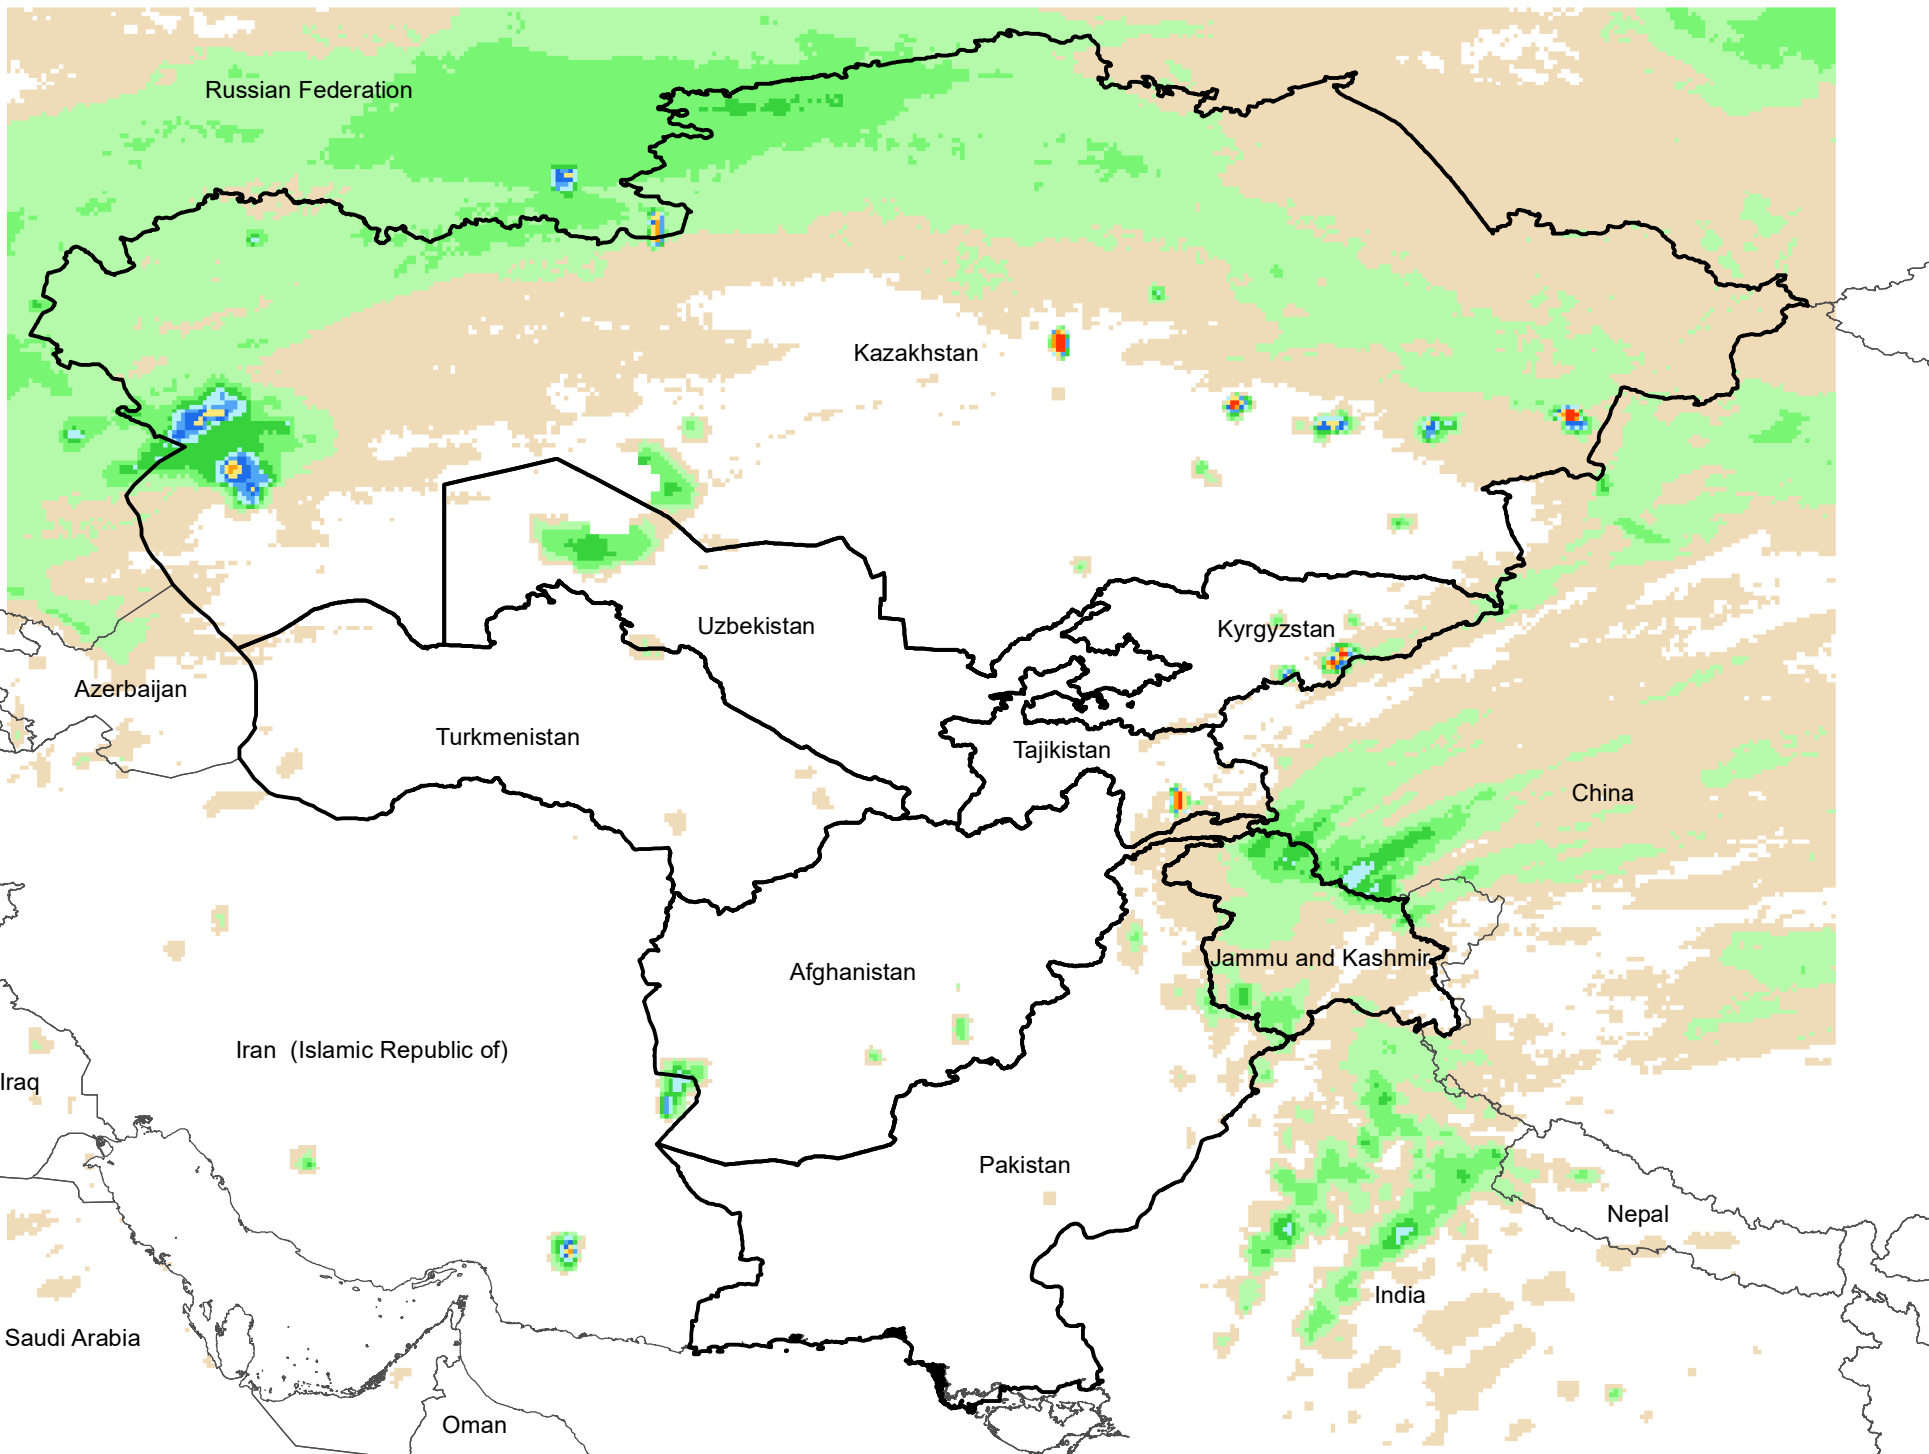 Russian Federation
Kazakhstan
Uzbekistan
Kyrgyzstan
Azerbaijan
Turkmenistan
Tajikistan
China
Afghanistan
Jammu and Kashmir
Iran  (Islamic Republic of)
Iraq
Pakistan
Nepal
India
Saudi Arabia
Oman